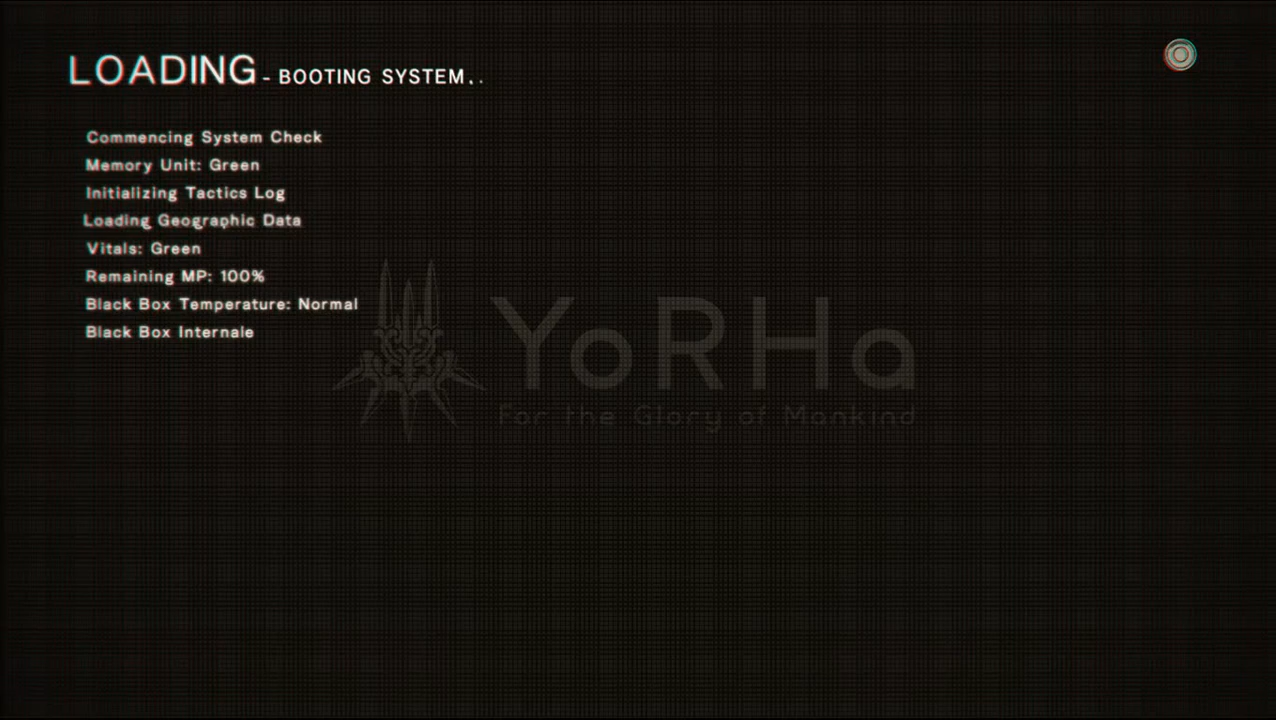 LOADING - BOOTING SYSTEM..
Commencing System Check
Memory Unit: Green
Initializing Tactics Log
Loading Geographic Data
Vitals: Green
Remaining MP: 100%
Black Box Temperature: Normal
Black Box Internale
YoRHa
For the Glory of Mankind